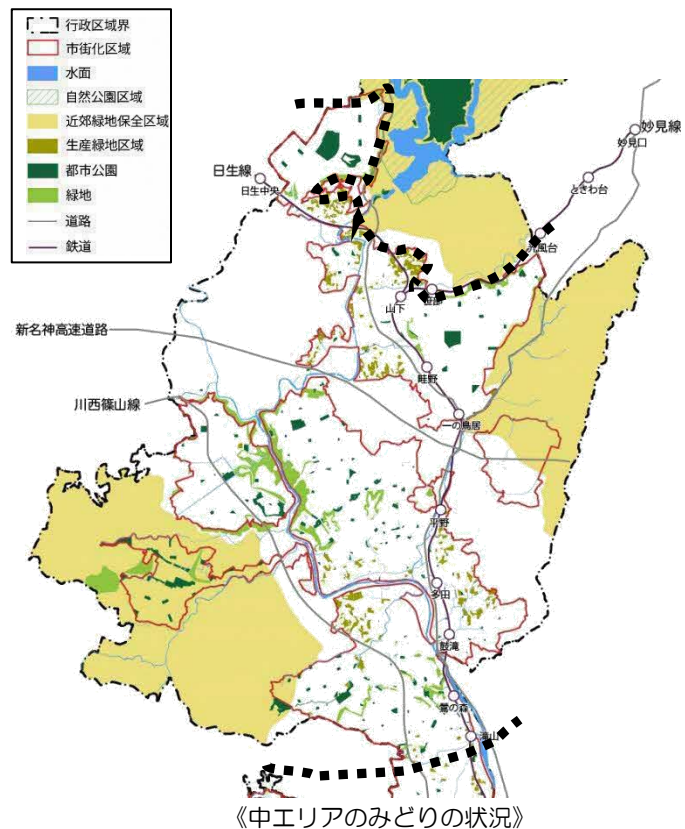 行政区域界
市街化区域
水面
自然公園区域
近郊緑地保全区域
生産緑地区域
都市公園
緑地
道路
鉄道
妙見線
妙見口
日生線
日生中央
ときわ台
光風台
笹部
山下
新名神高速道路
畦野
川西篠山線
一の鳥居
平野
多田
鼓滝
鶯の森
滝山
《中エリアのみどりの状況》